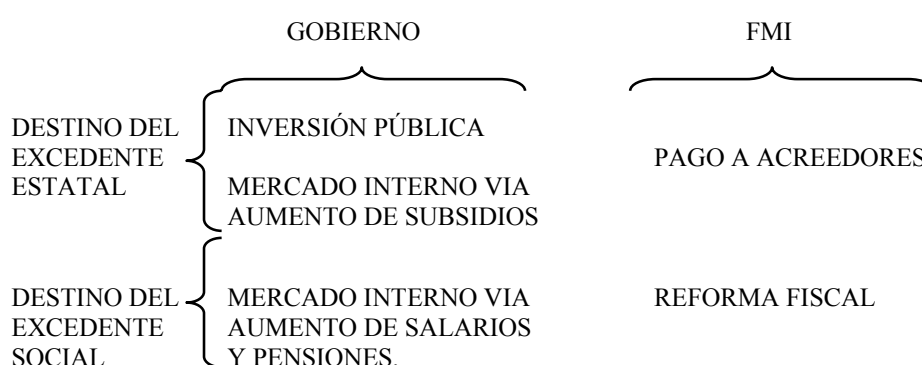 GOBIERNO FMI
DESTINO DEL INVERSIÓN PÚBLICA
EXCEDENTE PAGO A ACREEDORES
ESTATAL MERCADO INTERNO VIA
AUMENTO DE SUBSIDIOS
DESTINO DEL MERCADO INTERNO VIA REFORMA FISCAL
EXCEDENTE AUMENTO DE SALARIOS
SOCIAL Y PENSIONES.